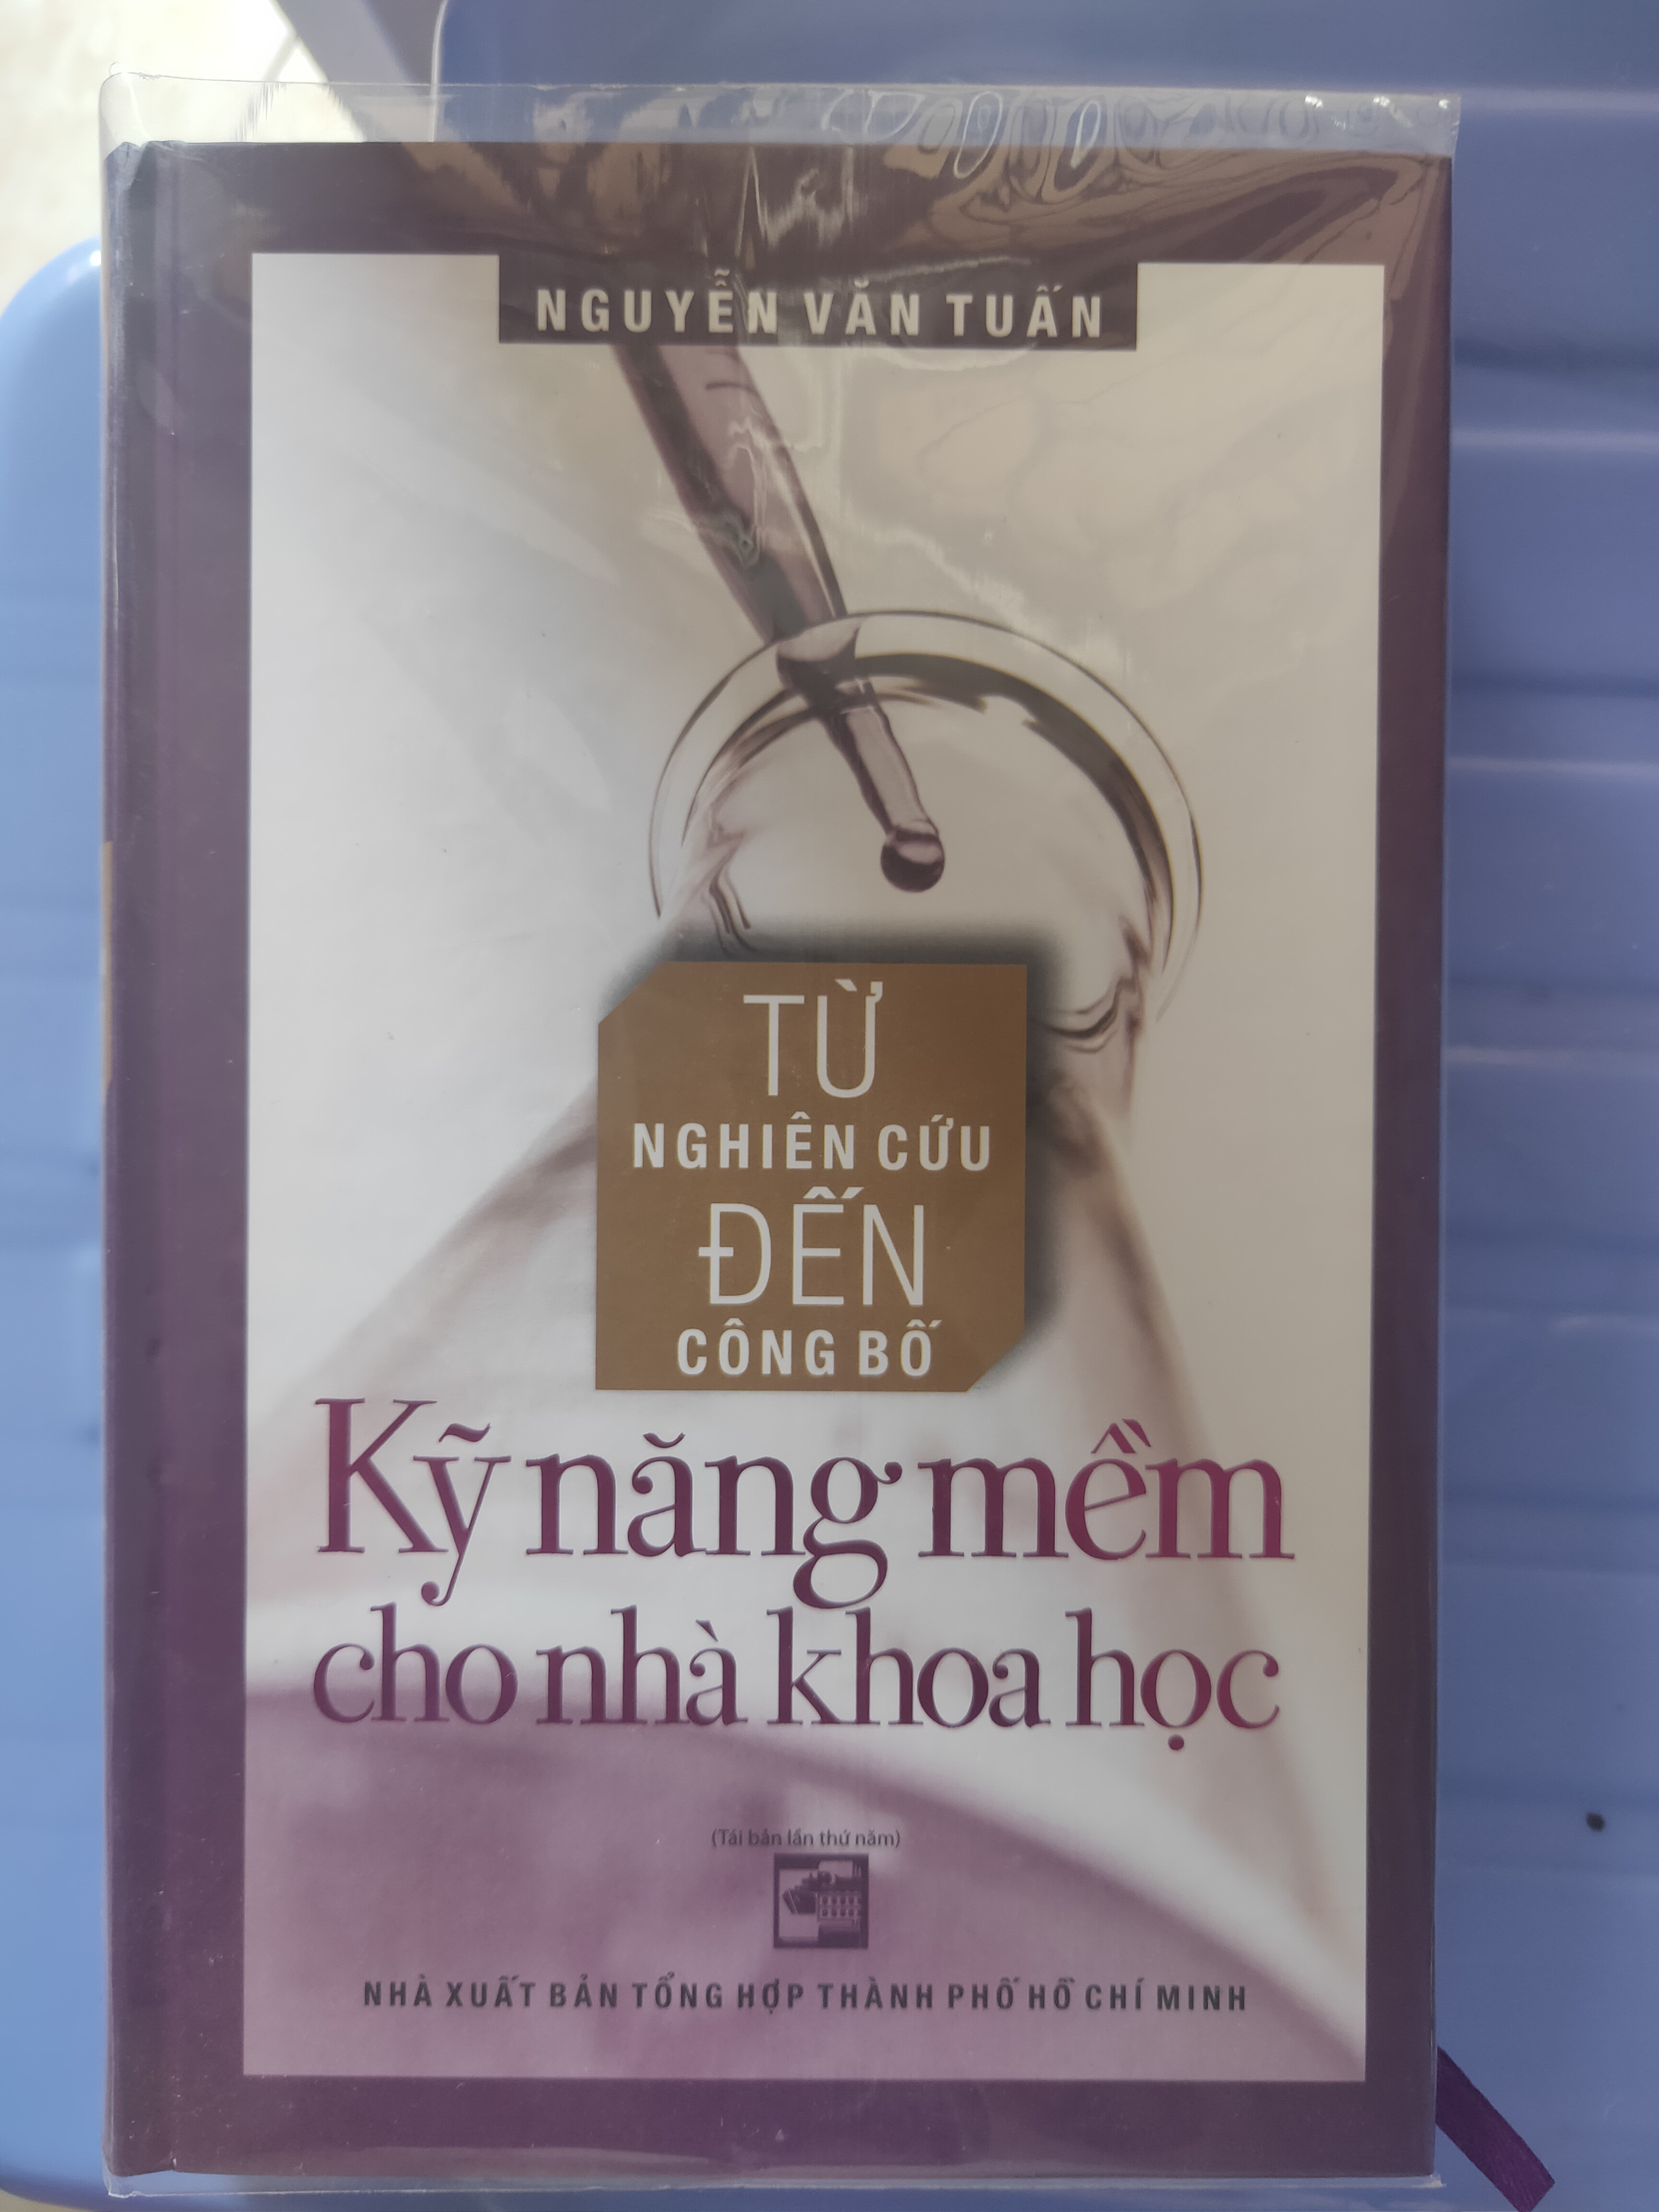 NGUYỄN VĂN TUẤN
TỪ
NGHIÊN CỨU
ĐẾN
CÔNG BỐ
Kỹ năng mềm
cho nhà khoa học
(Tái bản lần thứ năm)
NHÀ XUẤT BẢN TỔNG HỢP THÀNH PHỐ HỒ CHÍ MINH